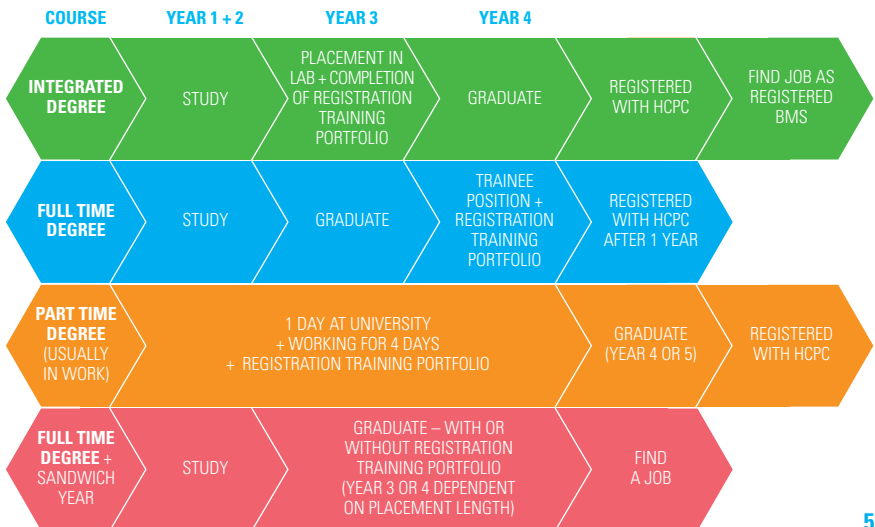 COURSE YEAR 1 + 2 YEAR 3 YEAR 4
INTEGRATED
DEGREE
STUDY
PLACEMENT IN
LAB + COMPLETION
OF REGISTRATION
TRAINING
PORTFOLIO
GRADUATE
REGISTERED
WITH HCPC
FIND JOB AS
REGISTERED
BMS
FULL TIME
DEGREE
STUDY
GRADUATE
TRAINEE
POSITION +
REGISTRATION
TRAINING
PORTFOLIO
REGISTERED
WITH HCPC
AFTER 1 YEAR
PART TIME
DEGREE
(USUALLY
IN WORK)
1 DAY AT UNIVERSITY
+ WORKING FOR 4 DAYS
+ REGISTRATION TRAINING PORTFOLIO
GRADUATE
(YEAR 4 OR 5)
REGISTERED
WITH HCPC
FULL TIME
DEGREE +
SANDWICH
YEAR
STUDY
GRADUATE – WITH OR
WITHOUT REGISTRATION
TRAINING PORTFOLIO
(YEAR 3 OR 4 DEPENDENT
ON PLACEMENT LENGTH)
FIND
A JOB
5